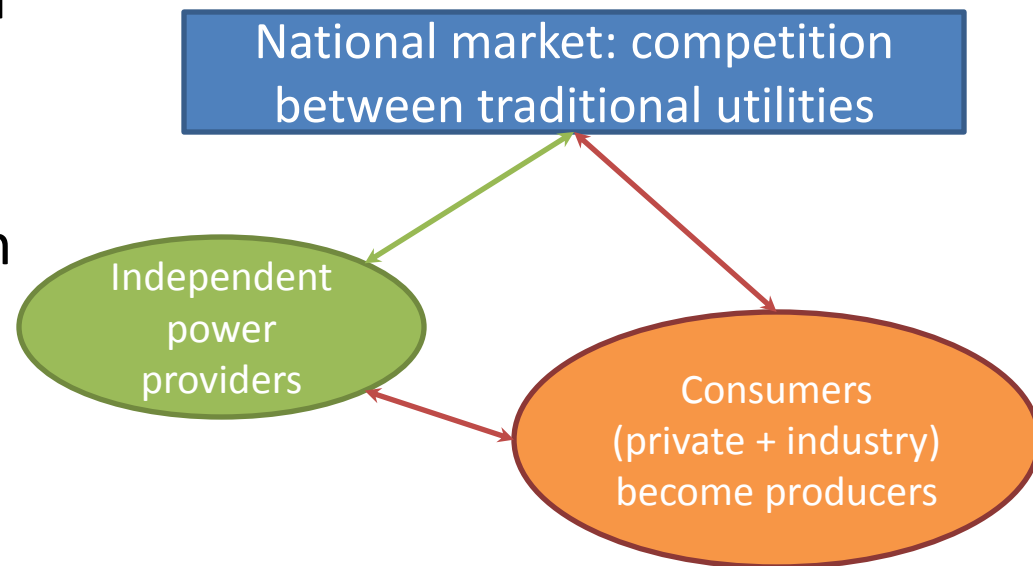 National market: competition
between traditional utilities
n
Independent
power
providers
Consumers
(private + industry)
become producers